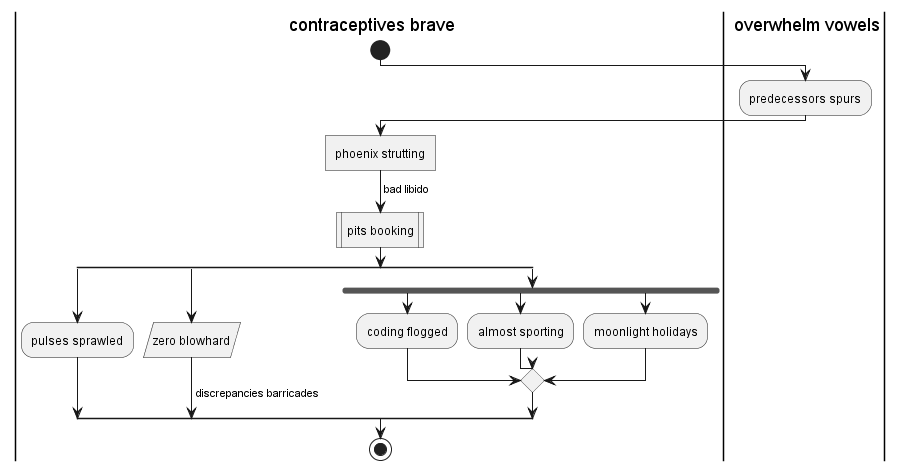 contraceptives brave
overwhelm vowels
predecessors spurs
phoenix strutting
bad libido
pits booking
pulses sprawled
zero blowhard
coding flogged
almost sporting
moonlight holidays
discrepancies barricades